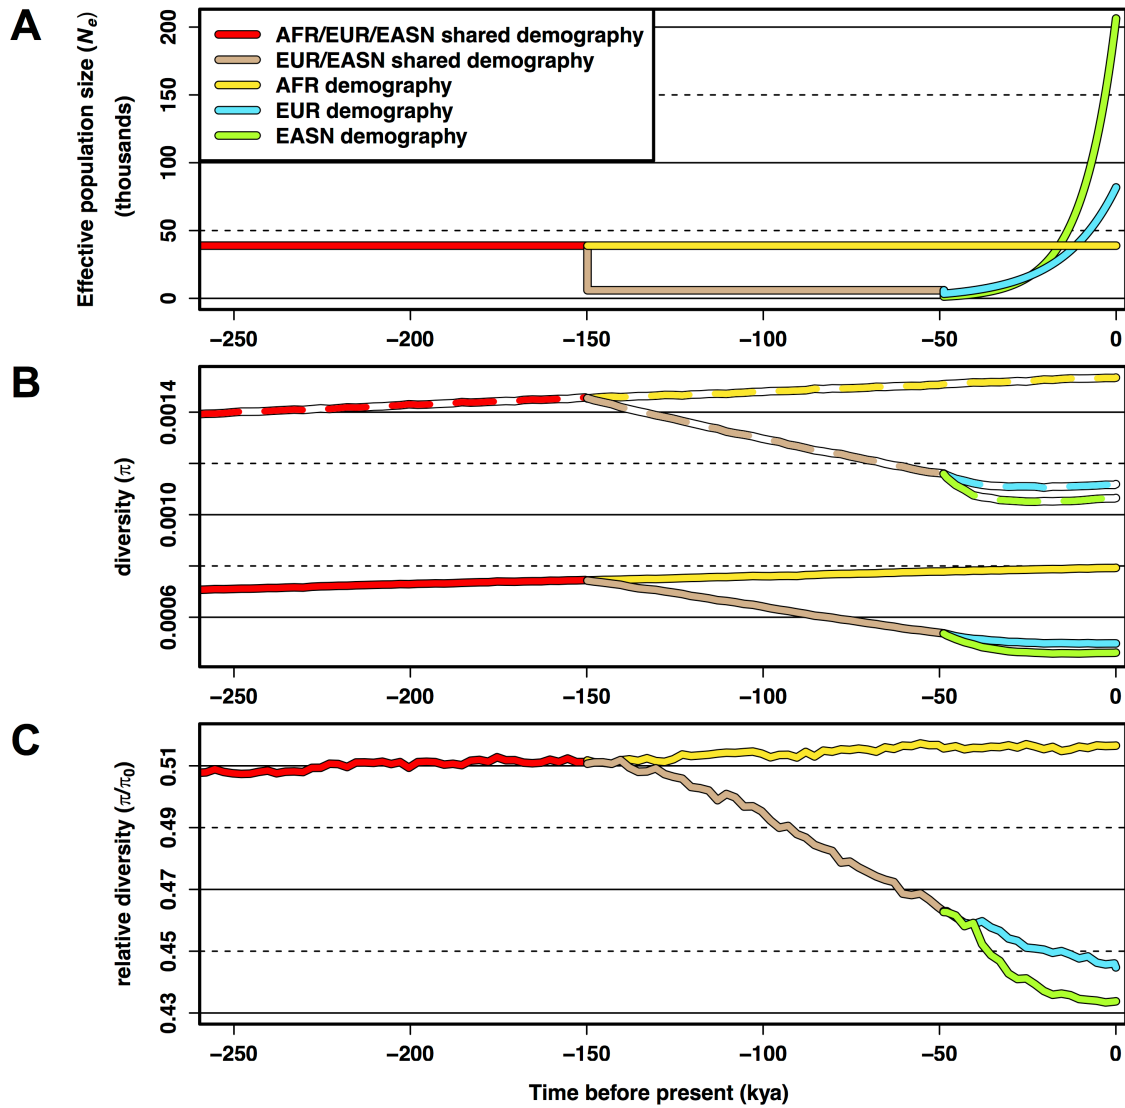 A
Effective population size (Ne)
(thousands)
200
150
100
50
0
AFR/EUR/EASN shared demography
EUR/EASN shared demography
AFR demography
EUR demography
EASN demography
−250
−200
−150
−100
−50
0
B
diversity (π)
0.0014
0.0010
0.0006
−250
−200
−150
−100
−50
0
C
relative diversity (π/π0)
0.51
0.49
0.47
0.45
0.43
−250
−200
−150
−100
−50
0
Time before present (kya)